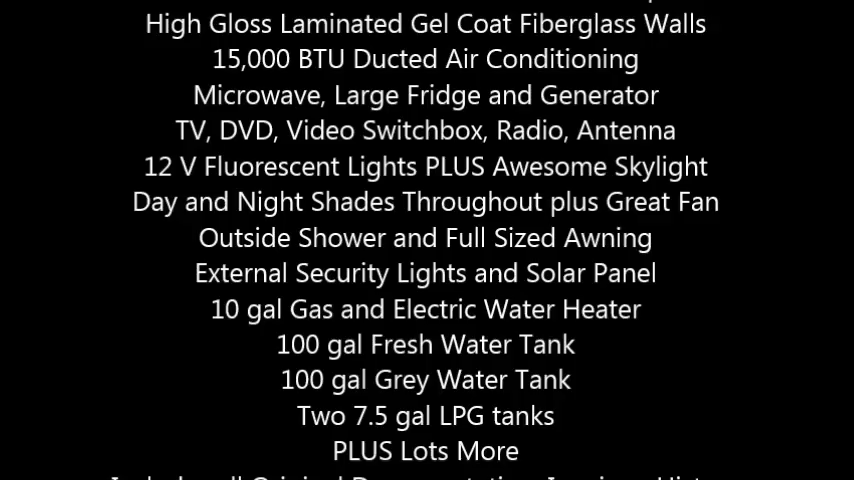 High Gloss Laminated Gel Coat Fiberglass Walls
15,000 BTU Ducted Air Conditioning
Microwave, Large Fridge and Generator
TV, DVD, Video Switchbox, Radio, Antenna
12 V Fluorescent Lights PLUS Awesome Skylight
Day and Night Shades Throughout plus Great Fan
Outside Shower and Full Sized Awning
External Security Lights and Solar Panel
10 gal Gas and Electric Water Heater
100 gal Fresh Water Tank
100 gal Grey Water Tank
Two 7.5 gal LPG tanks
PLUS Lots More